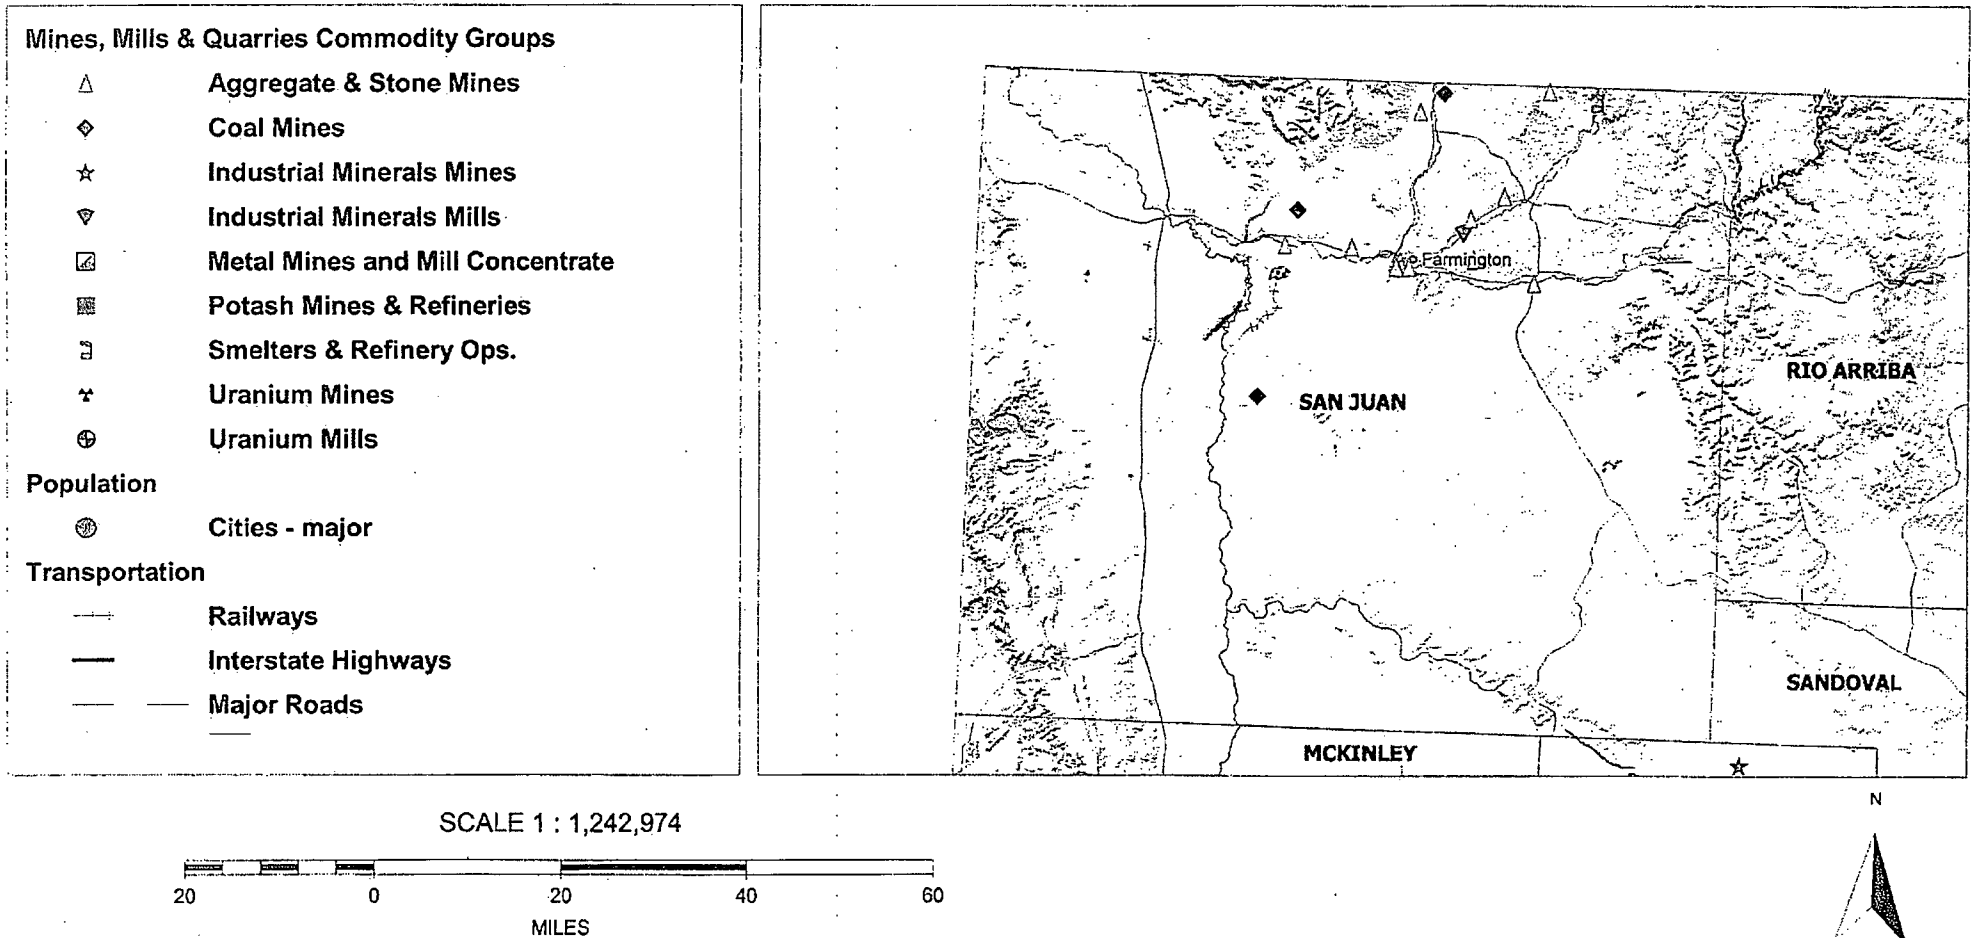 Mines, Mills & Quarries Commodity Groups
Aggregate & Stone Mines
Coal Mines
Industrial Minerals Mines
Industrial Minerals Mills
Metal Mines and Mill Concentrate
Potash Mines & Refineries
Smelters & Refinery Ops.
Uranium Mines
Uranium Mills
Population
Cities - major
Transportation
Railways
Interstate Highways
Major Roads
Farmington
RIO ARRIBA
SAN JUAN
SANDOVAL
MCKINLEY
SCALE 1 : 1,242,974
20 0 20 40 60
MILES
N